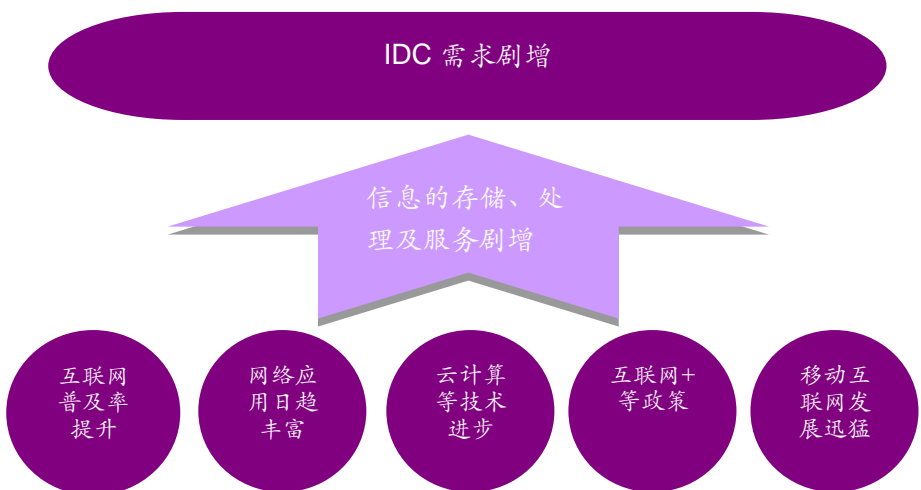 IDC 需求剧增
信息的存储、处
理及服务剧增
互联网
普及率
提升
网络应
用日趋
丰富
云计算
等技术
进步
互联网+
等政策
移动互
联网发
展迅猛